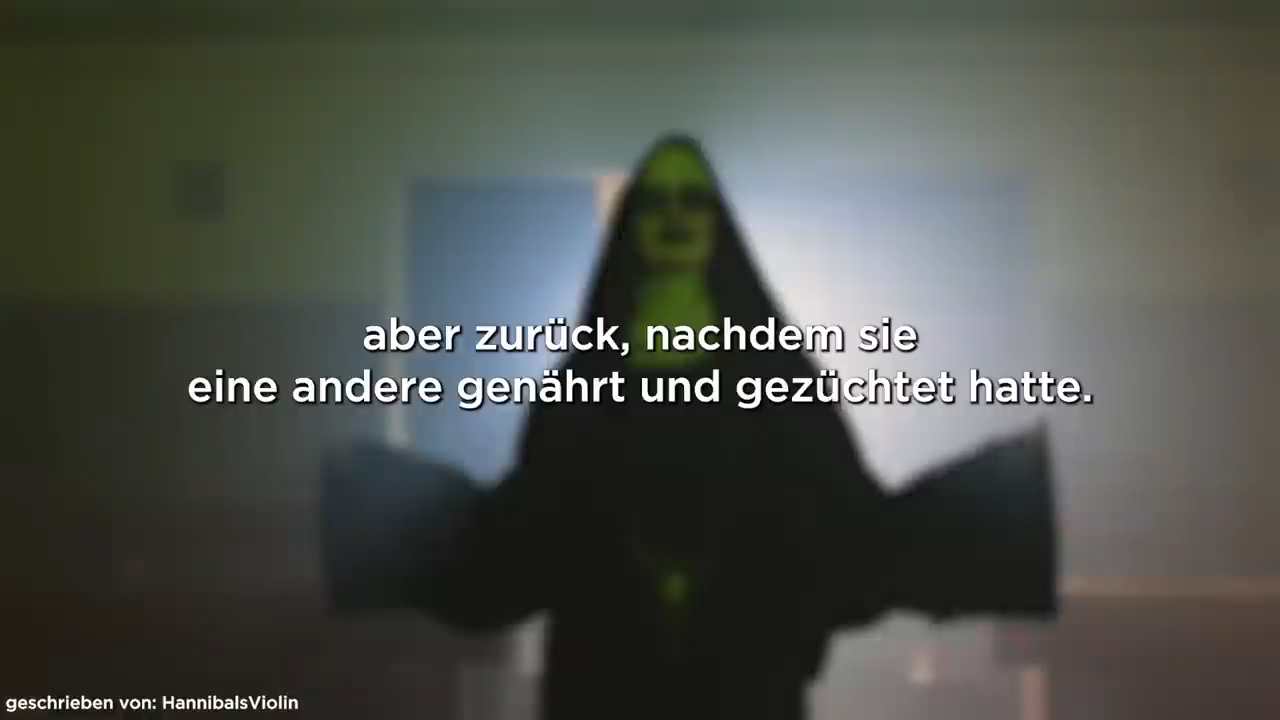 aber zurück, nachdem sie
eine andere genährt und gezüchtet hatte.
geschrieben von: HannibalsViolin